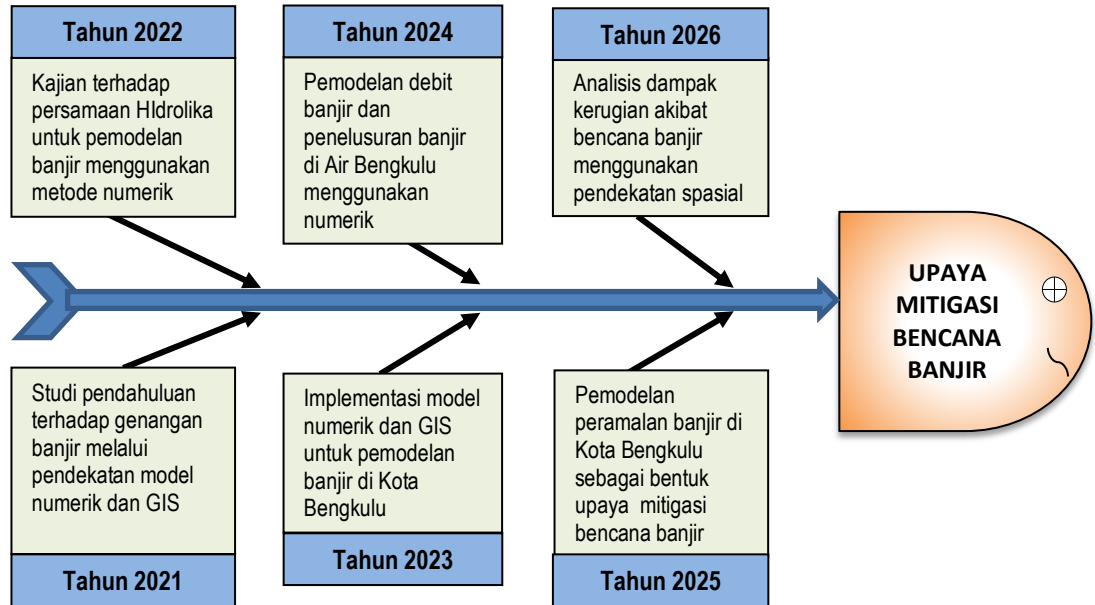 Tahun 2022
Kajian terhadap
persamaan HIdrolika
untuk pemodelan
banjir menggunakan
metode numerik
Tahun 2024
Pemodelan debit
banjir dan
penelusuran banjir
di Air Bengkulu
menggunakan
numerik
Tahun 2026
Analisis dampak
kerugian akibat
bencana banjir
menggunakan
pendekatan spasial
UPAYA
MITIGASI
BENCANA
BANJIR
Studi pendahuluan
terhadap genangan
banjir melalui
pendekatan model
numerik dan GIS
Tahun 2021
Implementasi model
numerik dan GIS
untuk pemodelan
banjir di Kota
Bengkulu
Tahun 2023
Pemodelan
peramalan banjir di
Kota Bengkulu
sebagai bentuk
upaya mitigasi
bencana banjir
Tahun 2025